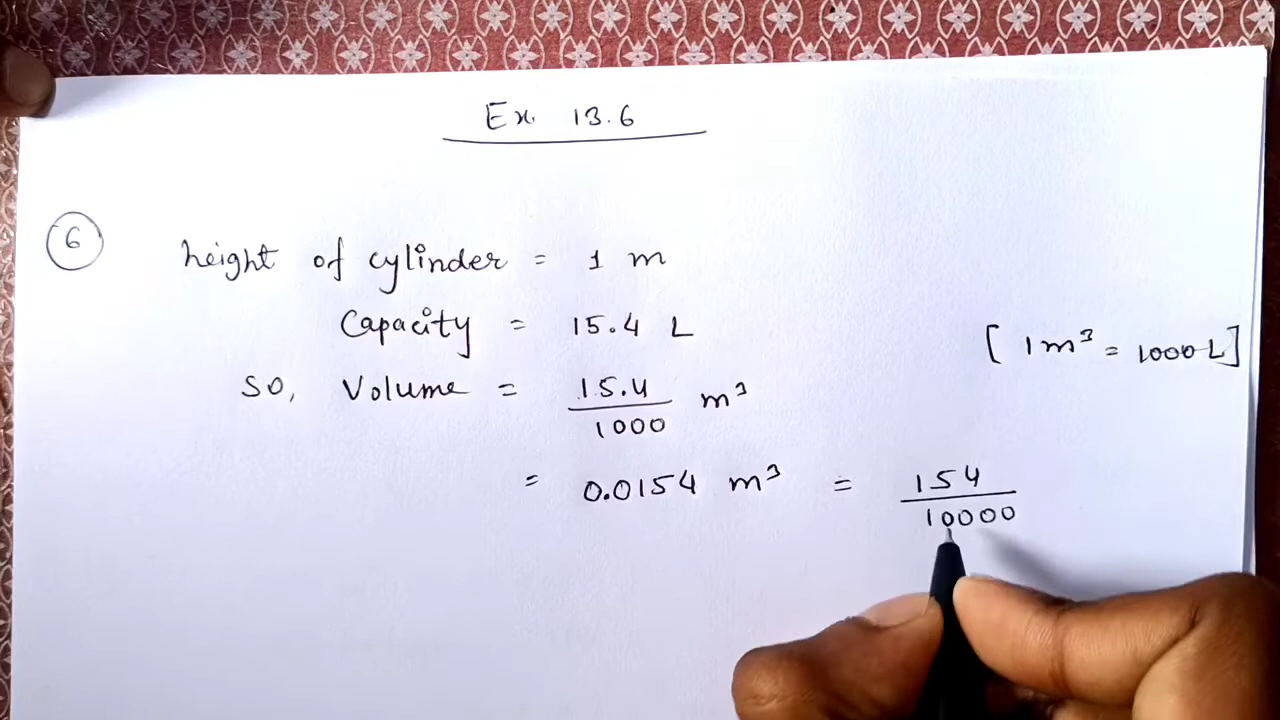 Ex. 13.6
6 height of cylinder = 1 m
Capacity = 15.4 L
[ 1 m³ = 1000 L ]
SO, Volume = 15.4/1000 m³
= 0.0154 m³ = 154/10000